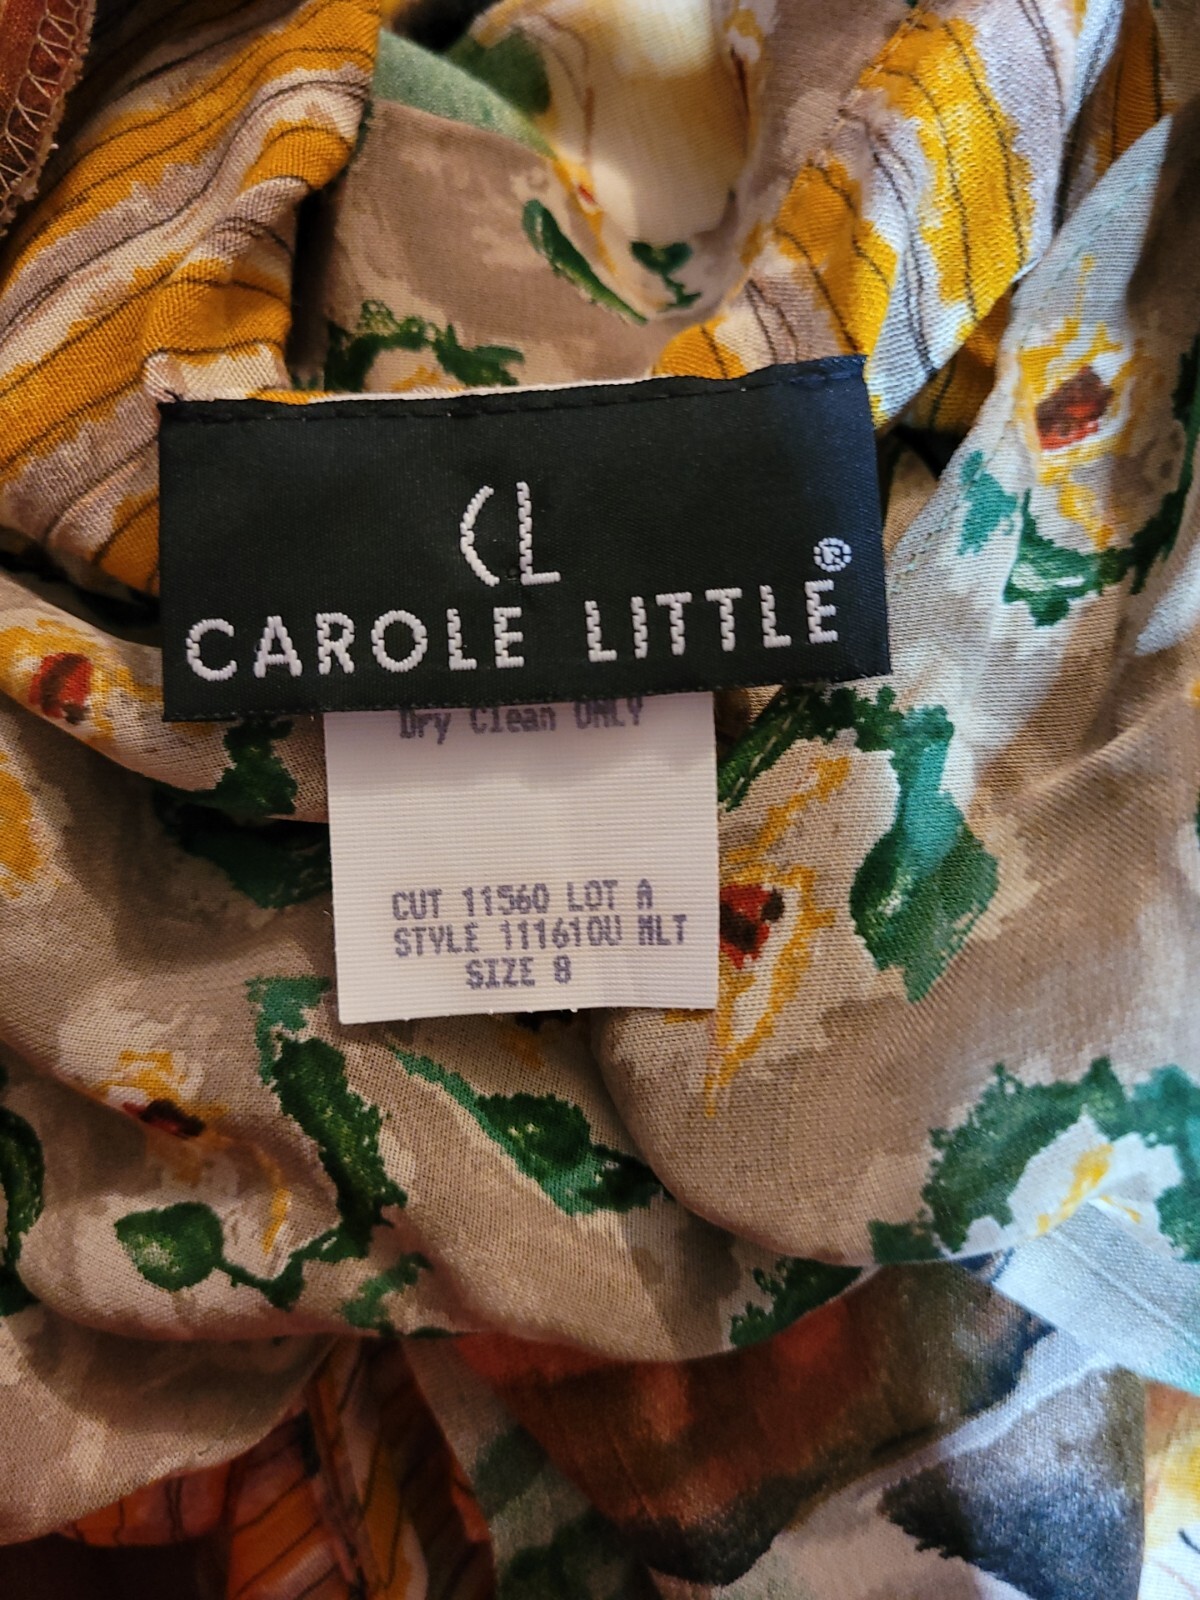 CL
CAROLE LITTLE®
Dry Clean ONLY
CUT 11560 LOT A
STYLE 111610U MLT
SIZE 8